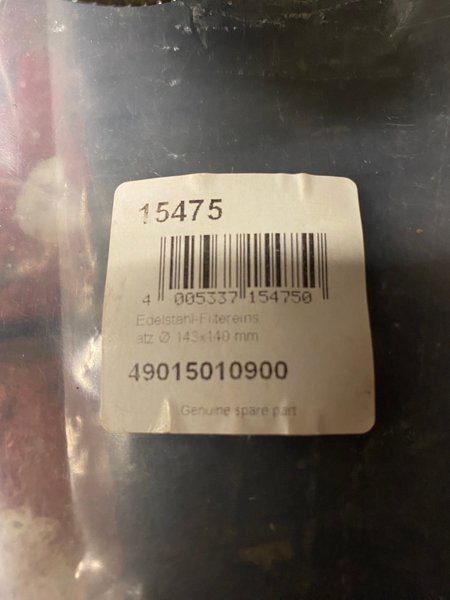 15475
4 005337 154750
Edelstahl-Filtereins
atz Ø 143x140 mm
49015010900
Genuine spare part